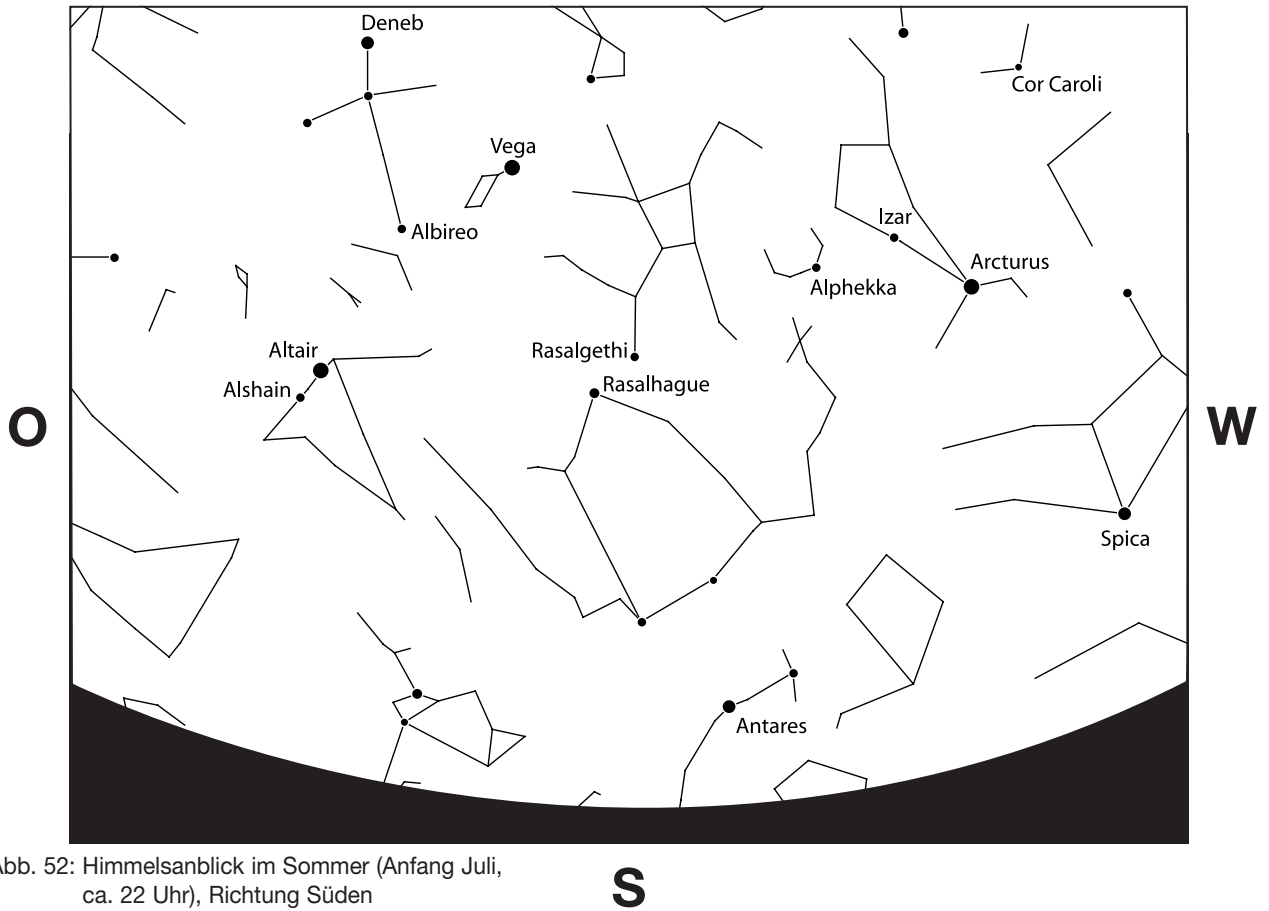 Deneb
Cor Caroli
Vega
Izar
Albireo
Arcturus
Alphekka
Altair
Rasalgethi
Alshain
Rasalhague
O
W
Spica
Antares
Abb. 52: Himmelsanblick im Sommer (Anfang Juli,
ca. 22 Uhr), Richtung Süden
S